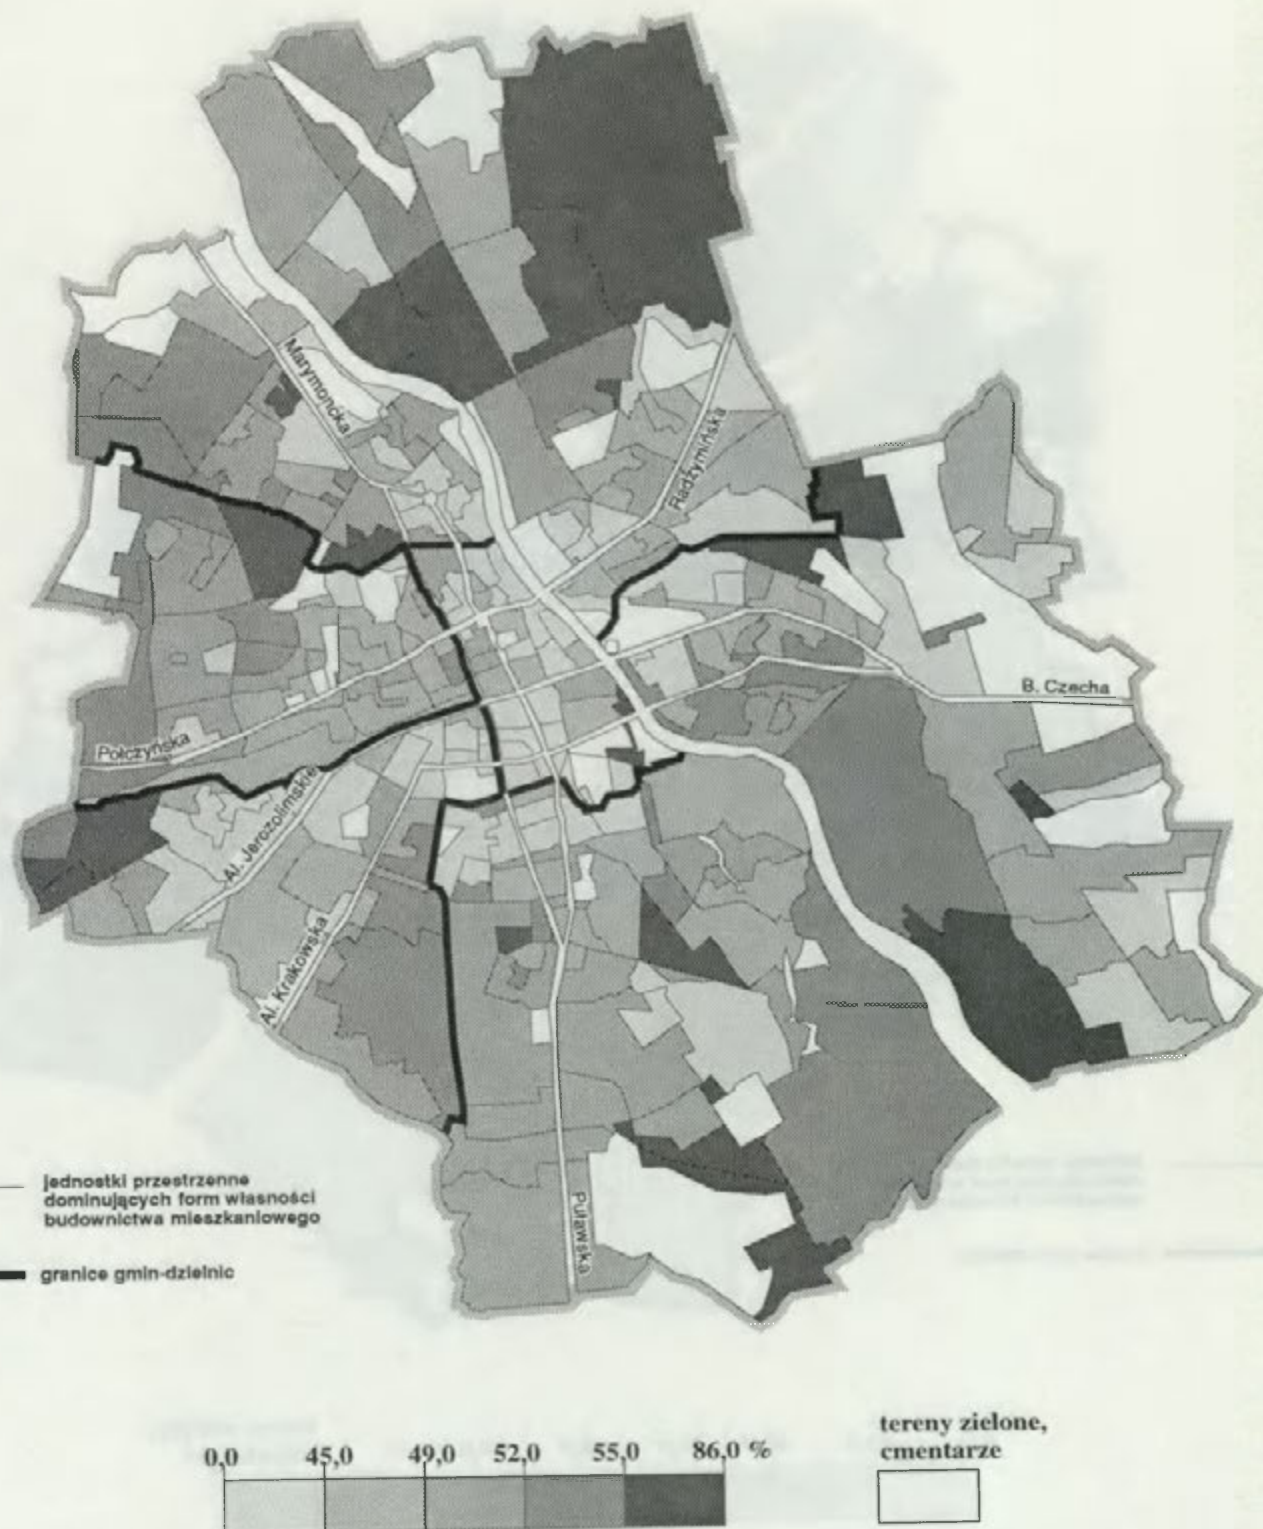 Marymoncka
Radzymińska
B. Czecha
Połczyńska
Al. Jerozolimskie
Al. Krakowska
Puławska
jednostki przestrzenne
dominujących form własności
budownictwa mieszkaniowego
granice gmin-dzielnic
0,0 45,0 49,0 52,0 55,0 86,0 %
tereny zielone,
cmentarze